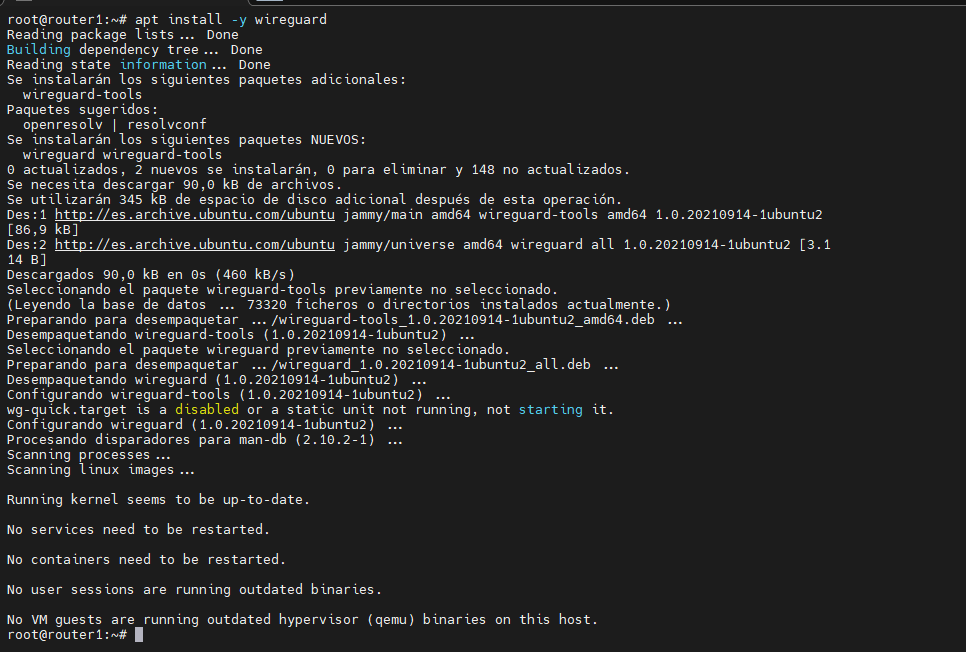 root@router1:~# apt install -y wireguard
Reading package lists... Done
Building dependency tree... Done
Reading state information... Done
Se instalarán los siguientes paquetes adicionales:
  wireguard-tools
Paquetes sugeridos:
  openresolv | resolvconf
Se instalarán los siguientes paquetes NUEVOS:
  wireguard wireguard-tools
0 actualizados, 2 nuevos se instalarán, 0 para eliminar y 148 no actualizados.
Se necesita descargar 90,0 kB de archivos.
Se utilizarán 345 kB de espacio de disco adicional después de esta operación.
Des:1 http://es.archive.ubuntu.com/ubuntu jammy/main amd64 wireguard-tools amd64 1.0.20210914-1ubuntu2
[86,9 kB]
Des:2 http://es.archive.ubuntu.com/ubuntu jammy/universe amd64 wireguard all 1.0.20210914-1ubuntu2 [3.1
14 B]
Descargados 90,0 kB en 0s (460 kB/s)
Seleccionando el paquete wireguard-tools previamente no seleccionado.
(Leyendo la base de datos ... 73320 ficheros o directorios instalados actualmente.)
Preparando para desempaquetar .../wireguard-tools_1.0.20210914-1ubuntu2_amd64.deb ...
Desempaquetando wireguard-tools (1.0.20210914-1ubuntu2) ...
Seleccionando el paquete wireguard previamente no seleccionado.
Preparando para desempaquetar .../wireguard_1.0.20210914-1ubuntu2_all.deb ...
Desempaquetando wireguard (1.0.20210914-1ubuntu2) ...
Configurando wireguard-tools (1.0.20210914-1ubuntu2) ...
wg-quick.target is a disabled or a static unit not running, not starting it.
Configurando wireguard (1.0.20210914-1ubuntu2) ...
Procesando disparadores para man-db (2.10.2-1) ...
Scanning processes...
Scanning linux images...

Running kernel seems to be up-to-date.

No services need to be restarted.

No containers need to be restarted.

No user sessions are running outdated binaries.

No VM guests are running outdated hypervisor (qemu) binaries on this host.
root@router1:~#